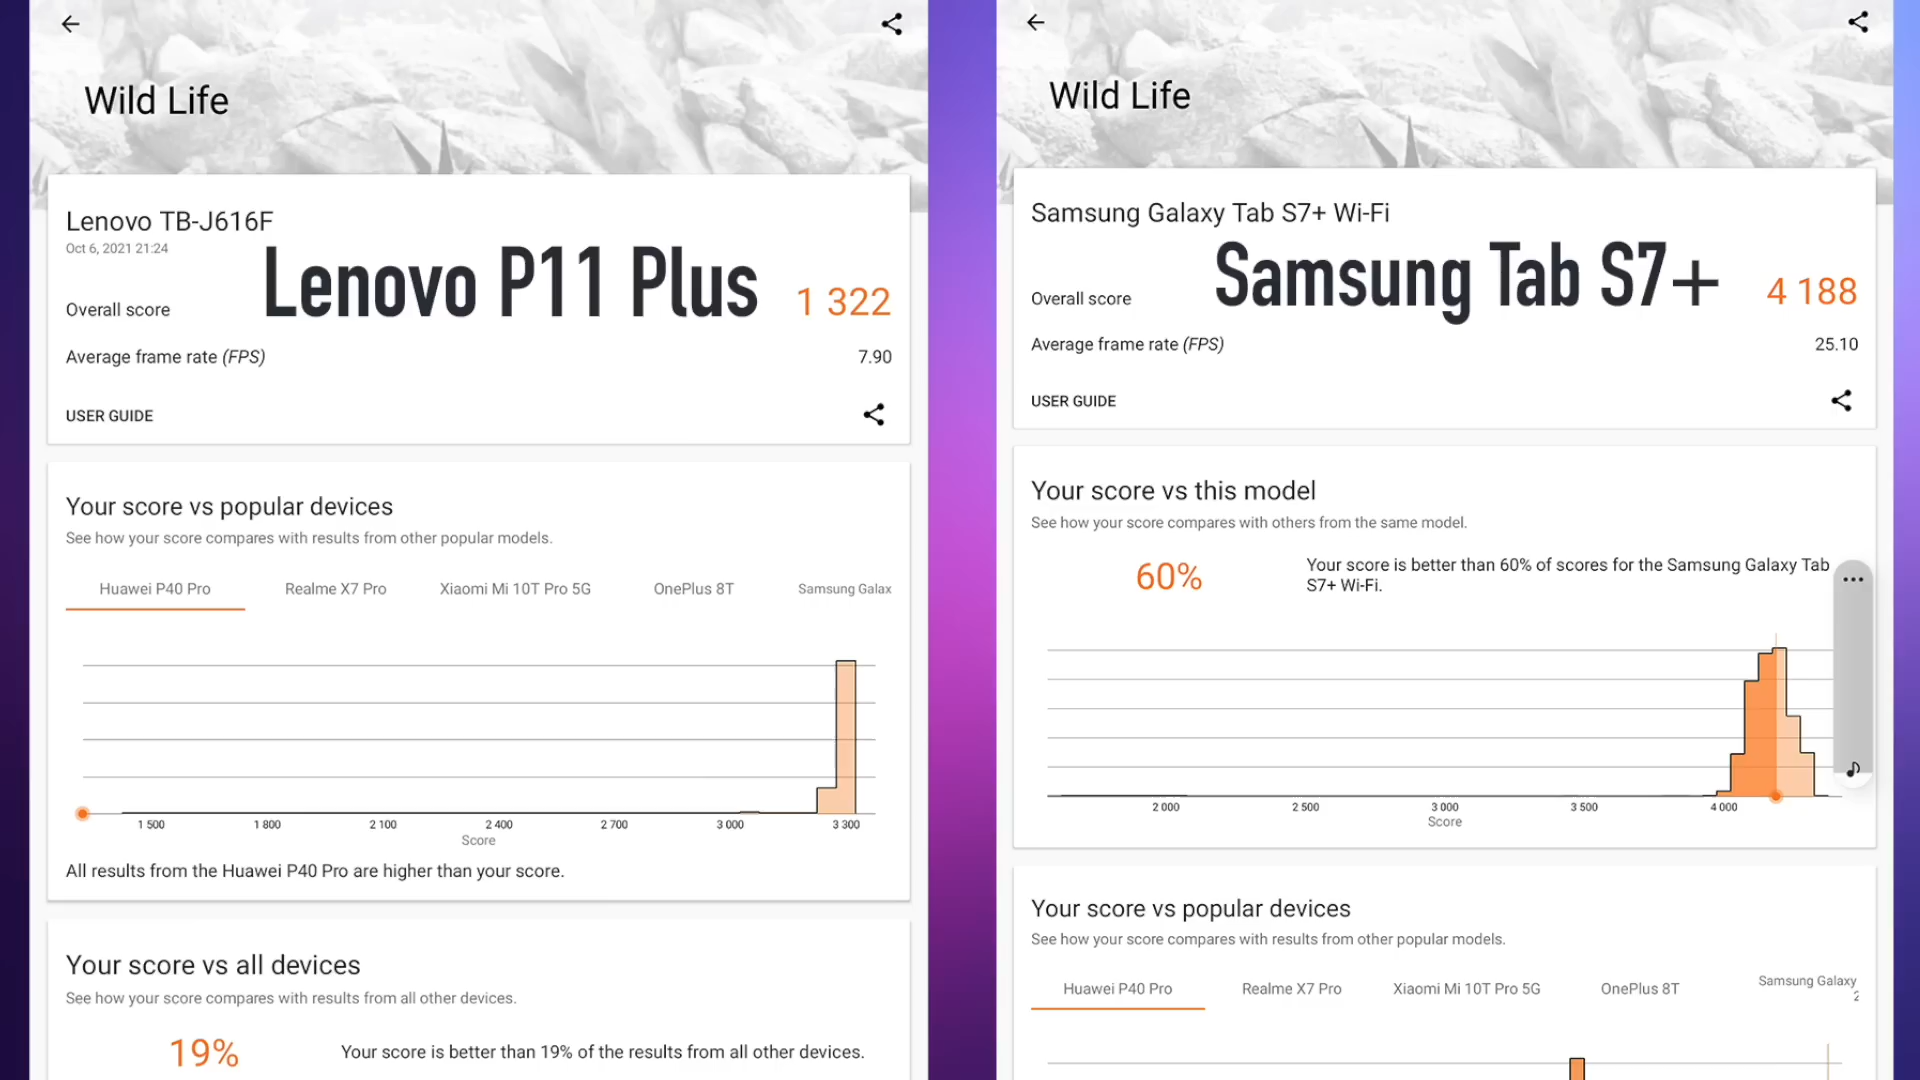 Wild Life
Lenovo TB-J616F
Oct 6, 2021 21:24
Lenovo P11 Plus
Overall score
1 322
Average frame rate (FPS)
7.90
USER GUIDE
Your score vs popular devices
See how your score compares with results from other popular models.
Huawei P40 Pro Realme X7 Pro Xiaomi Mi 10T Pro 5G OnePlus 8T Samsung Galax
1 500 1 800 2 100 2 400 2 700 3 000 3 300
Score
All results from the Huawei P40 Pro are higher than your score.
Your score vs all devices
See how your score compares with results from all other devices.
19%
Your score is better than 19% of the results from all other devices.
Wild Life
Samsung Galaxy Tab S7+ Wi-Fi
Samsung Tab S7+
Overall score
4 188
Average frame rate (FPS)
25.10
USER GUIDE
Your score vs this model
See how your score compares with others from the same model.
60%
Your score is better than 60% of scores for the Samsung Galaxy Tab
S7+ Wi-Fi.
2 000 2 500 3 000 3 500 4 000
Score
Your score vs popular devices
See how your score compares with results from other popular models.
Huawei P40 Pro Realme X7 Pro Xiaomi Mi 10T Pro 5G OnePlus 8T Samsung Galaxy